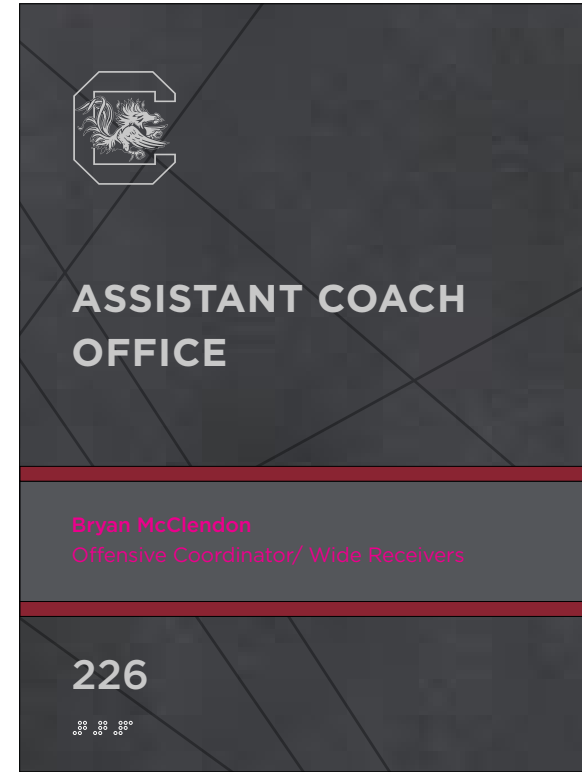 ASSISTANT COACH
OFFICE
Bryan McClendon
Offensive Coordinator/ Wide Receivers
226